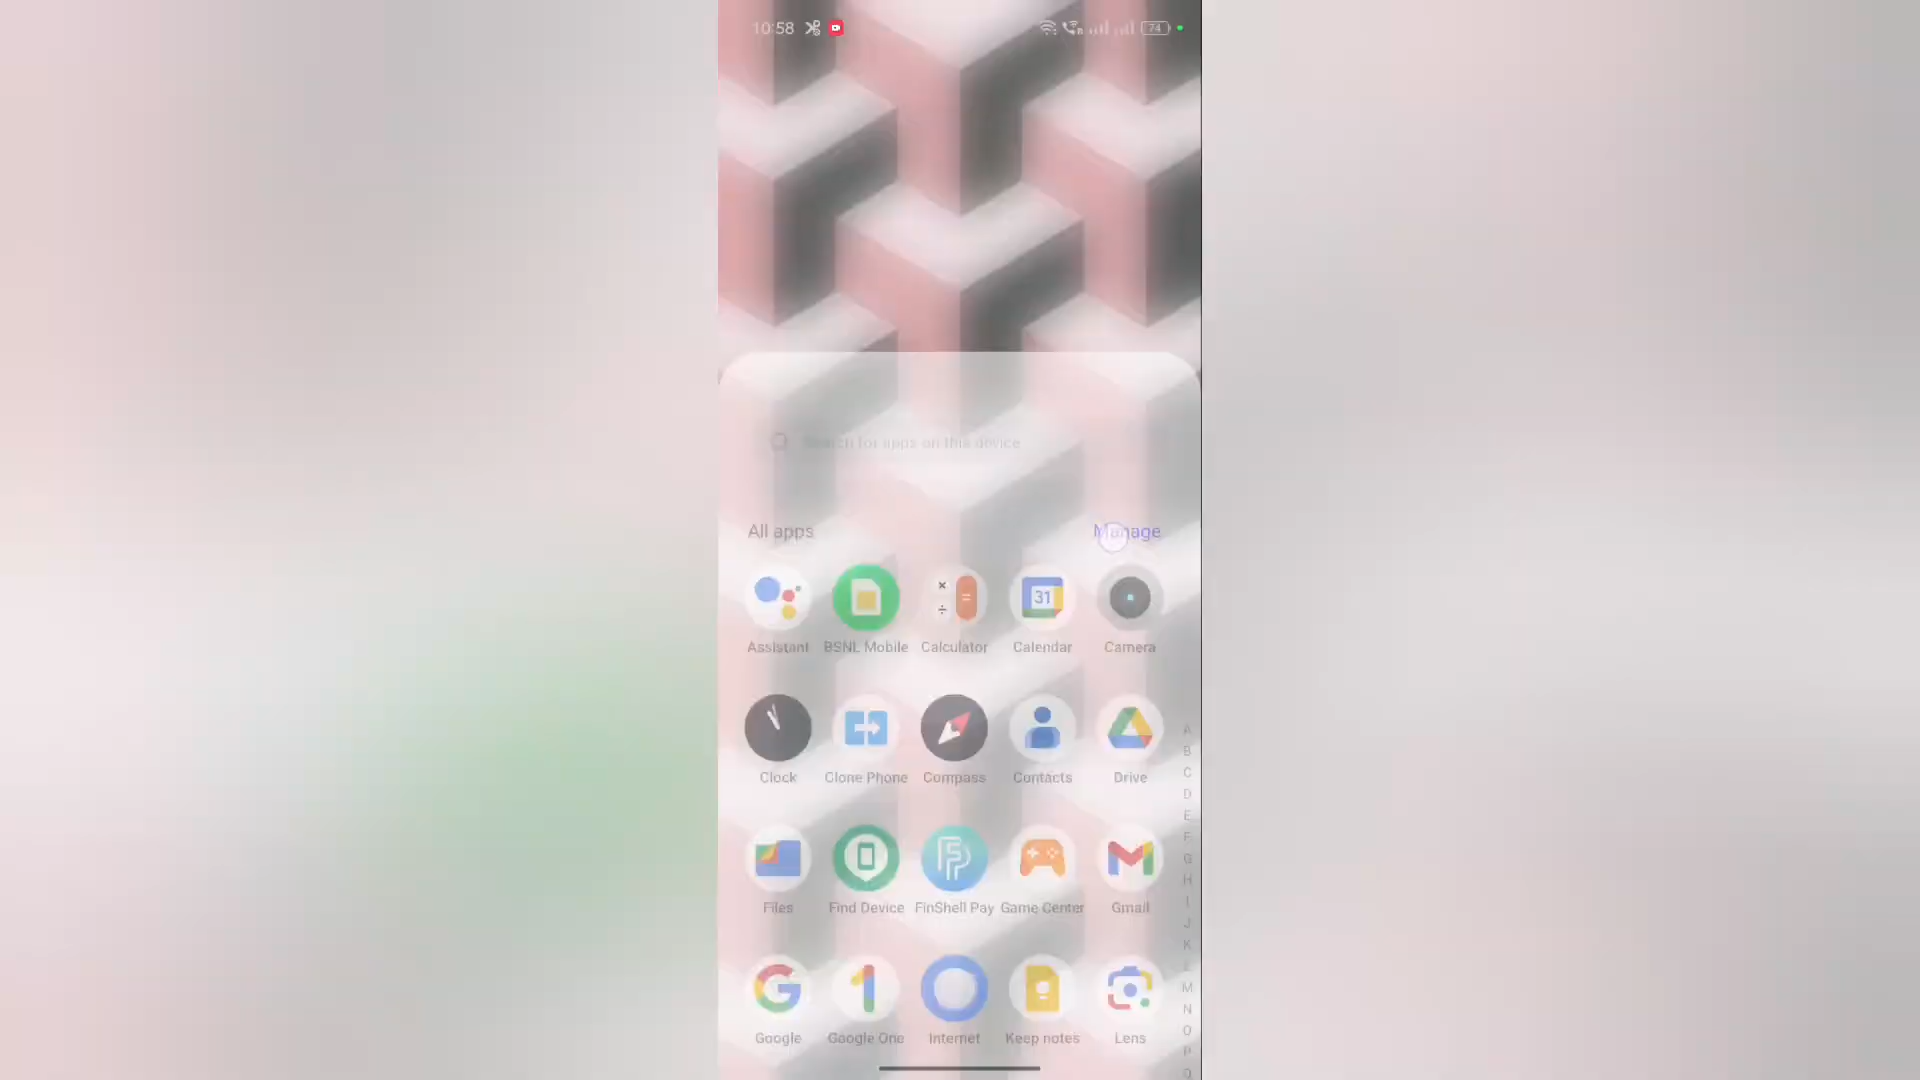 10:58
74
Search for apps on this device
All apps
Manage
31
Assistant
BSNL Mobile
Calculator
Calendar
Camera
Clock
Clone Phone
Compass
Contacts
Drive
Files
Find Device
FinShell Pay
Game Center
Gmail
Google
Google One
Internet
Keep notes
Lens
A
B
C
D
E
F
G
H
I
J
K
L
M
N
O
P
Q